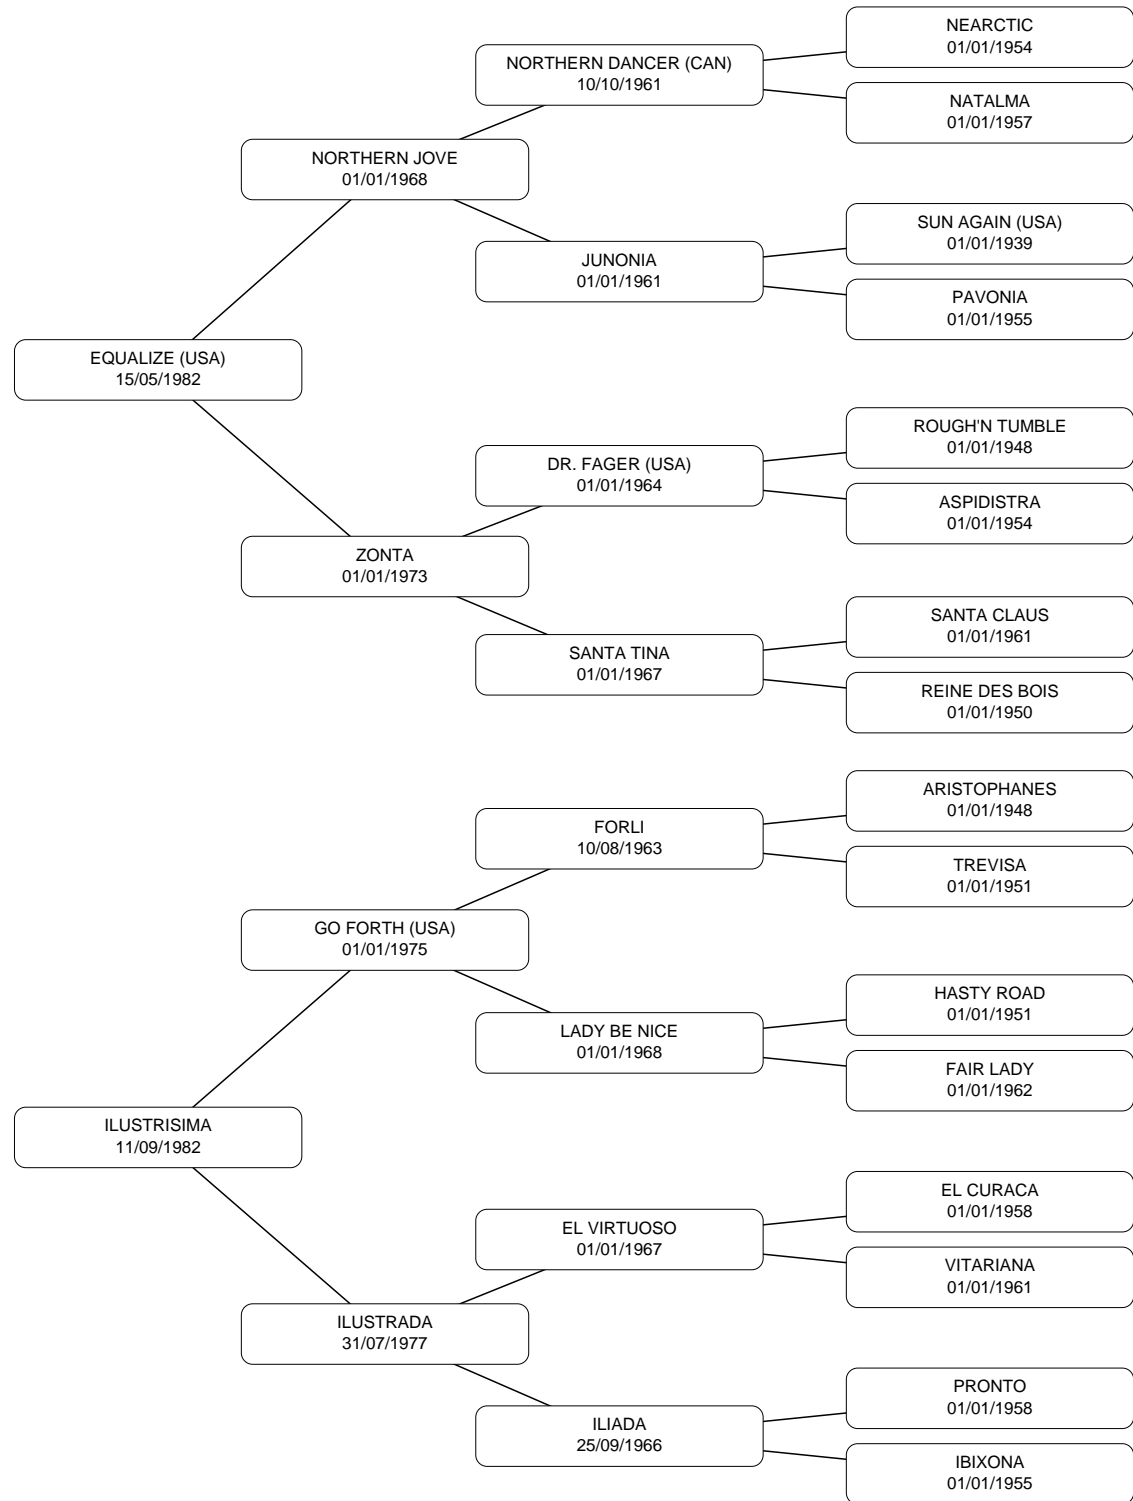 NEARCTIC
01/01/1954
NORTHERN DANCER (CAN)
10/10/1961
NATALMA
01/01/1957
NORTHERN JOVE
01/01/1968
SUN AGAIN (USA)
01/01/1939
JUNONIA
01/01/1961
PAVONIA
01/01/1955
EQUALIZE (USA)
15/05/1982
ROUGH'N TUMBLE
01/01/1948
DR. FAGER (USA)
01/01/1964
ASPIDISTRA
01/01/1954
ZONTA
01/01/1973
SANTA CLAUS
01/01/1961
SANTA TINA
01/01/1967
REINE DES BOIS
01/01/1950
ARISTOPHANES
01/01/1948
FORLI
10/08/1963
TREVISA
01/01/1951
GO FORTH (USA)
01/01/1975
HASTY ROAD
01/01/1951
LADY BE NICE
01/01/1968
FAIR LADY
01/01/1962
ILUSTRISIMA
11/09/1982
EL CURACA
01/01/1958
EL VIRTUOSO
01/01/1967
VITARIANA
01/01/1961
ILUSTRADA
31/07/1977
PRONTO
01/01/1958
ILIADA
25/09/1966
IBIXONA
01/01/1955